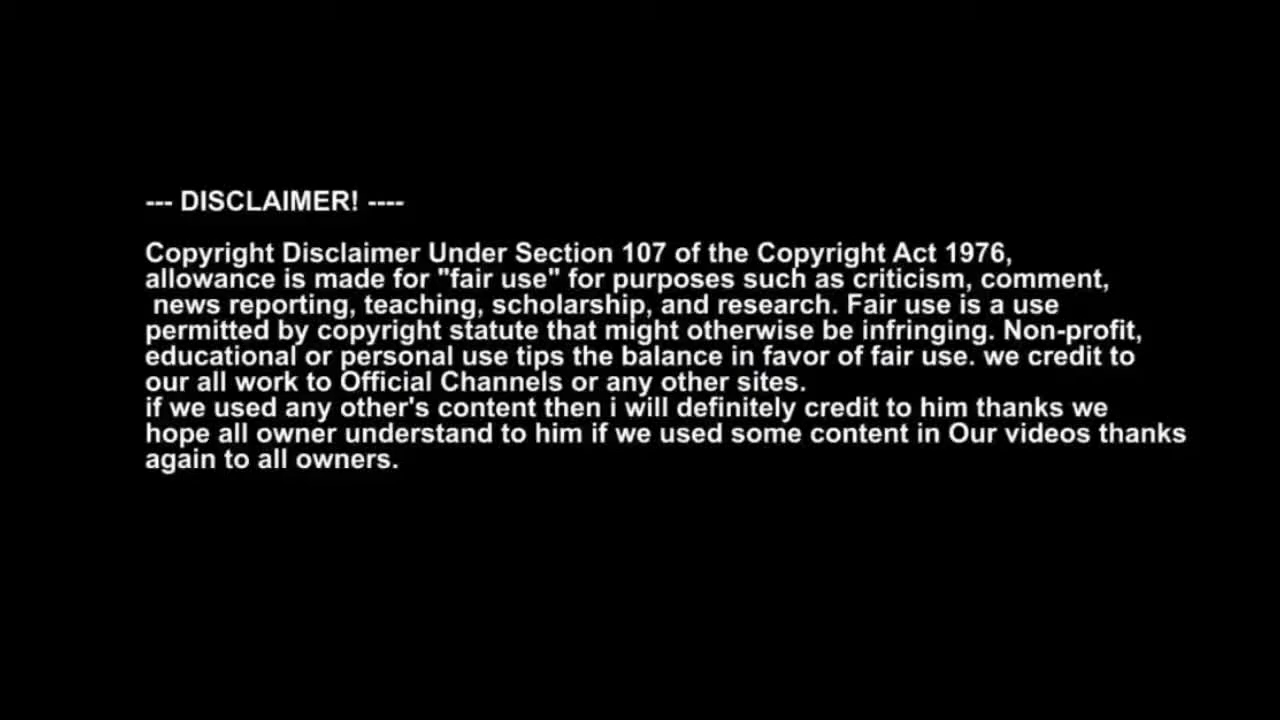 --- DISCLAIMER! ----
Copyright Disclaimer Under Section 107 of the Copyright Act 1976,
allowance is made for "fair use" for purposes such as criticism, comment,
news reporting, teaching, scholarship, and research. Fair use is a use
permitted by copyright statute that might otherwise be infringing. Non-profit,
educational or personal use tips the balance in favor of fair use. we credit to
our all work to Official Channels or any other sites.
if we used any other's content then i will definitely credit to him thanks we
hope all owner understand to him if we used some content in Our videos thanks
again to all owners.